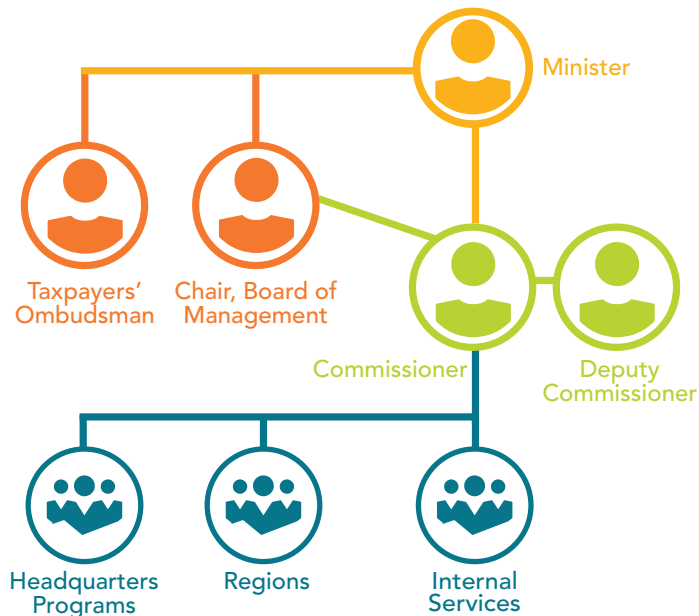 Minister
Taxpayers’
Ombudsman
Chair, Board of
Management
Commissioner
Deputy
Commissioner
Headquarters
Programs
Regions
Internal
Services